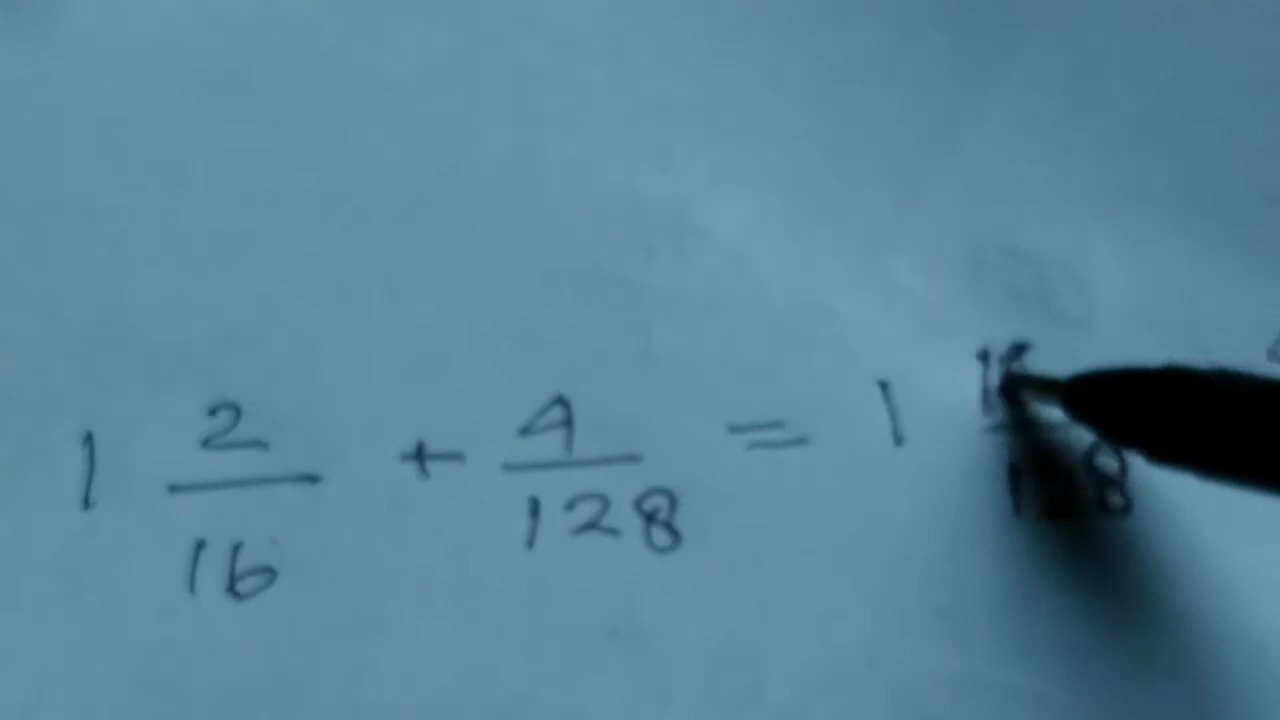 1 2/16 + 4/128 = 1